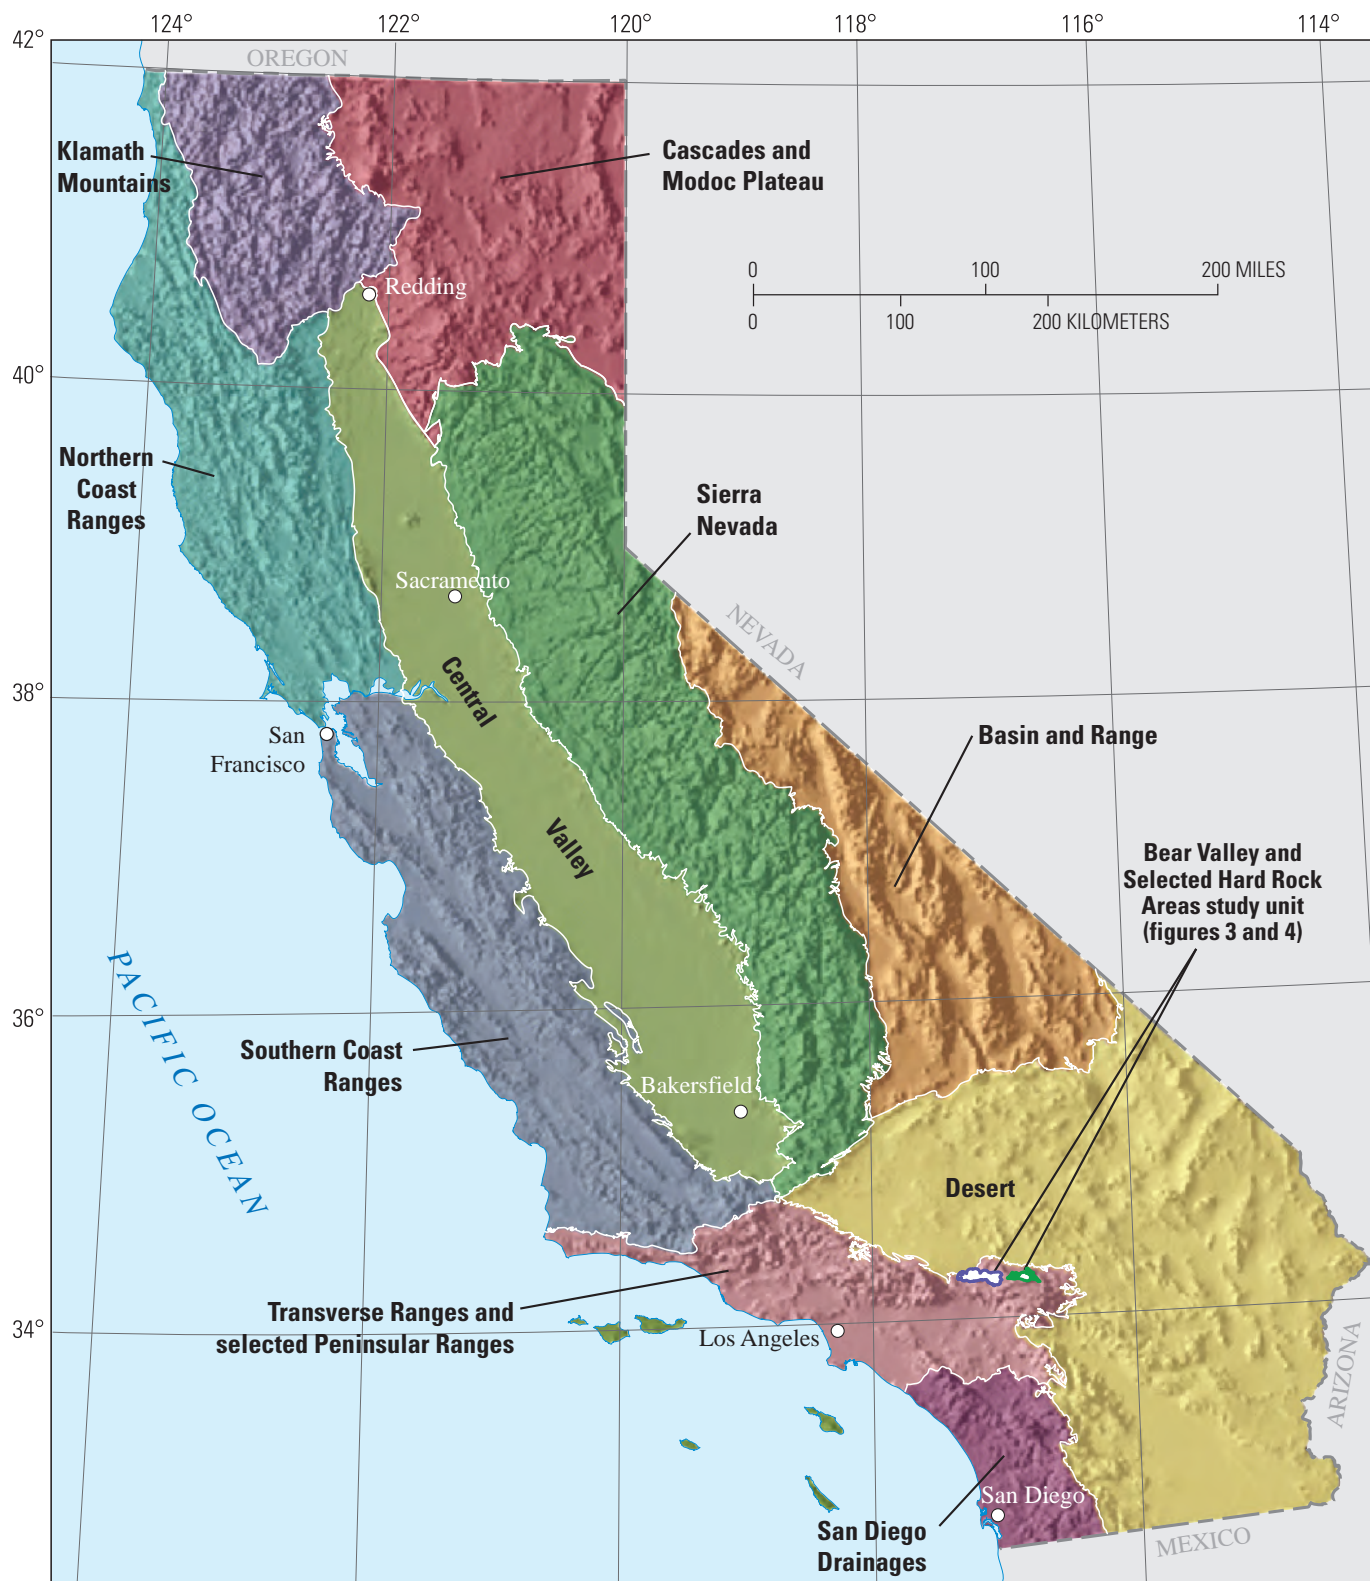 124°
122°
120°
118°
116°
114°
42°
OREGON
Klamath
Mountains
Cascades and
Modoc Plateau
0
100
200 MILES
Redding
0
100
200 KILOMETERS
40°
Northern
Coast
Ranges
Sierra
Nevada
Sacramento
NEVADA
Central
Valley
38°
San
Francisco
Basin and Range
Bear Valley and
Selected Hard Rock
Areas study unit
(figures 3 and 4)
PACIFIC OCEAN
36°
Southern Coast
Ranges
Bakersfield
Desert
Transverse Ranges and
selected Peninsular Ranges
34°
Los Angeles
ARIZONA
San Diego
San Diego
Drainages
MEXICO